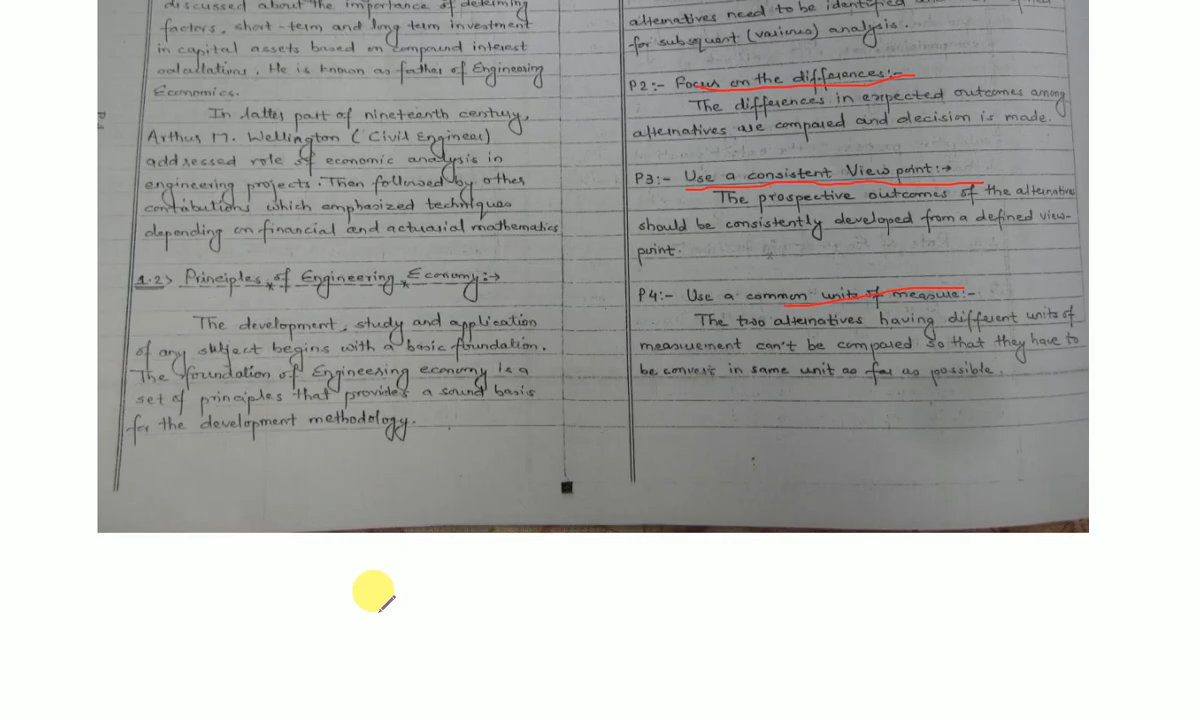 discussed about the importance of determing
factors, short-term and long term investment
in capital assets based on compound interest
calculations. He is known as father of Engineering
Economics.
In latter part of nineteenth century,
Arthur M. Wellington (Civil Engineer)
addressed role of economic analysis in
engineering projects. Then followed by other
contributions which emphasized techniques
depending on financial and actuarial mathematics
1.2> Principles of Engineering Economy:→
The development, study and application
of any subject begins with a basic foundation.
The foundation of Engineering economy is a
set of principles that provides a sound basis
for the development methodology.
alternatives need to be identified
for subsequent (various) analysis.
P2:- Focus on the differences:-
The differences in expected outcomes among
alternatives are compared and decision is made.
P3:- Use a consistent View point:→
The prospective outcomes of the alternative
should be consistently developed from a defined view-
point.
P4:- Use a common units of measure:-
The two alternatives having different units of
measurement can't be compared so that they have to
be convert in same unit as far as possible.